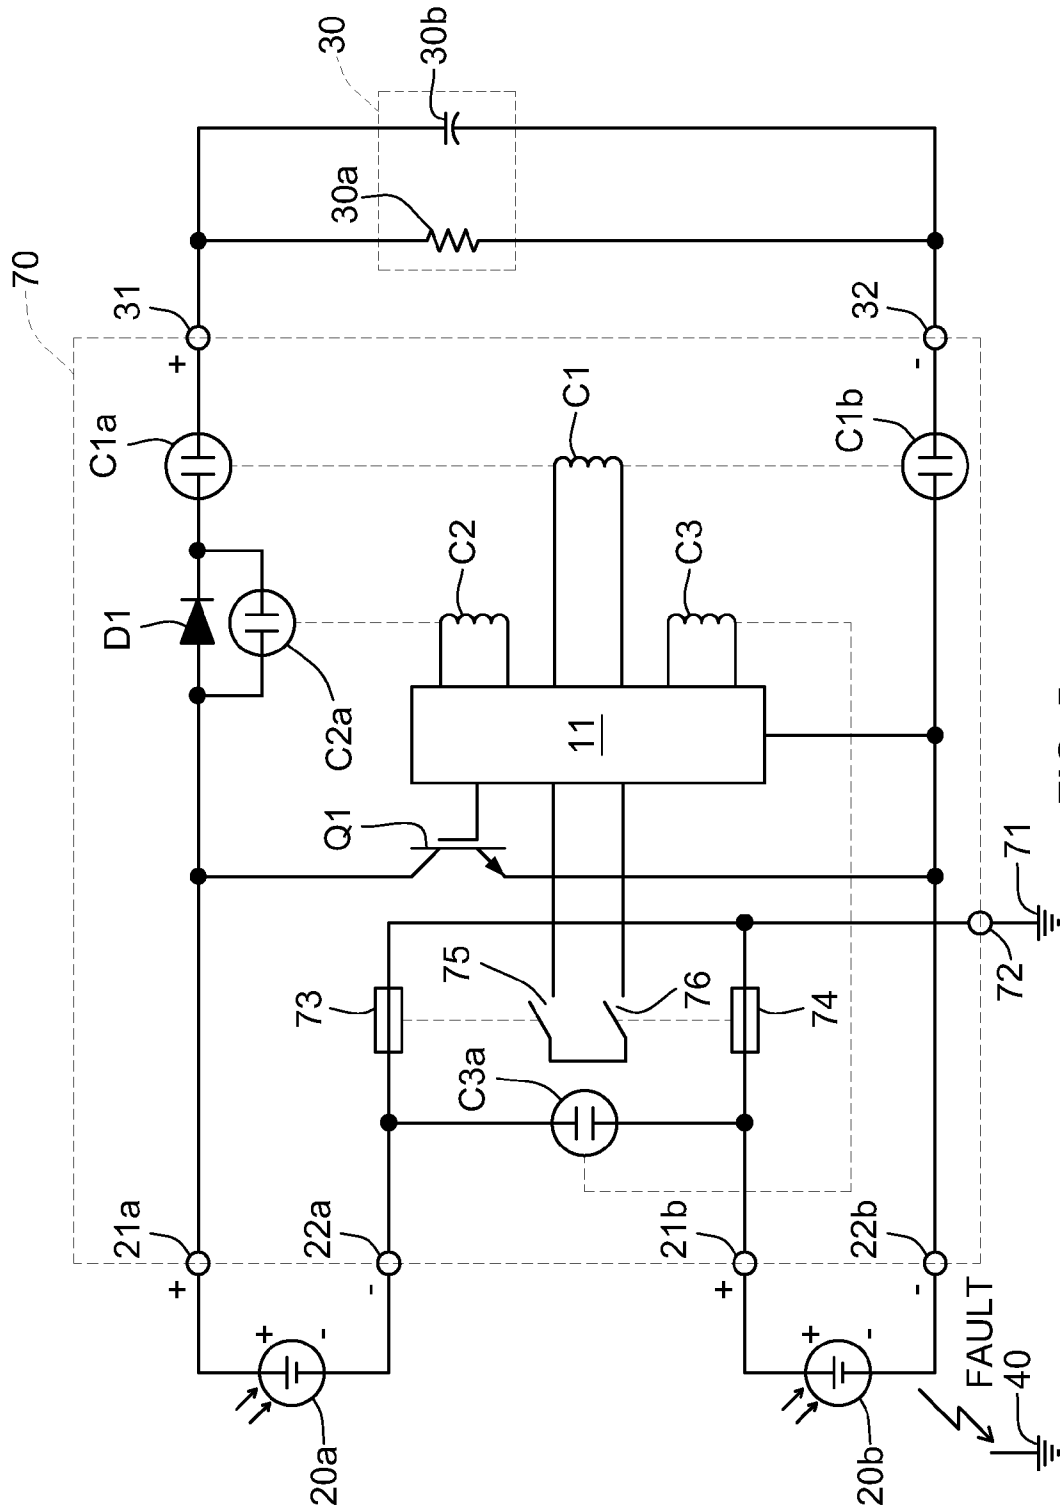 70
30
30b
30a
31
+
C1a
D1
C2a
C2
C1
C3
11
Q1
32
-
C1b
73
75
76
74
C3a
72
71
21a
+
22a
-
21b
+
22b
-
+
-
20a
+
-
20b
FAULT
40